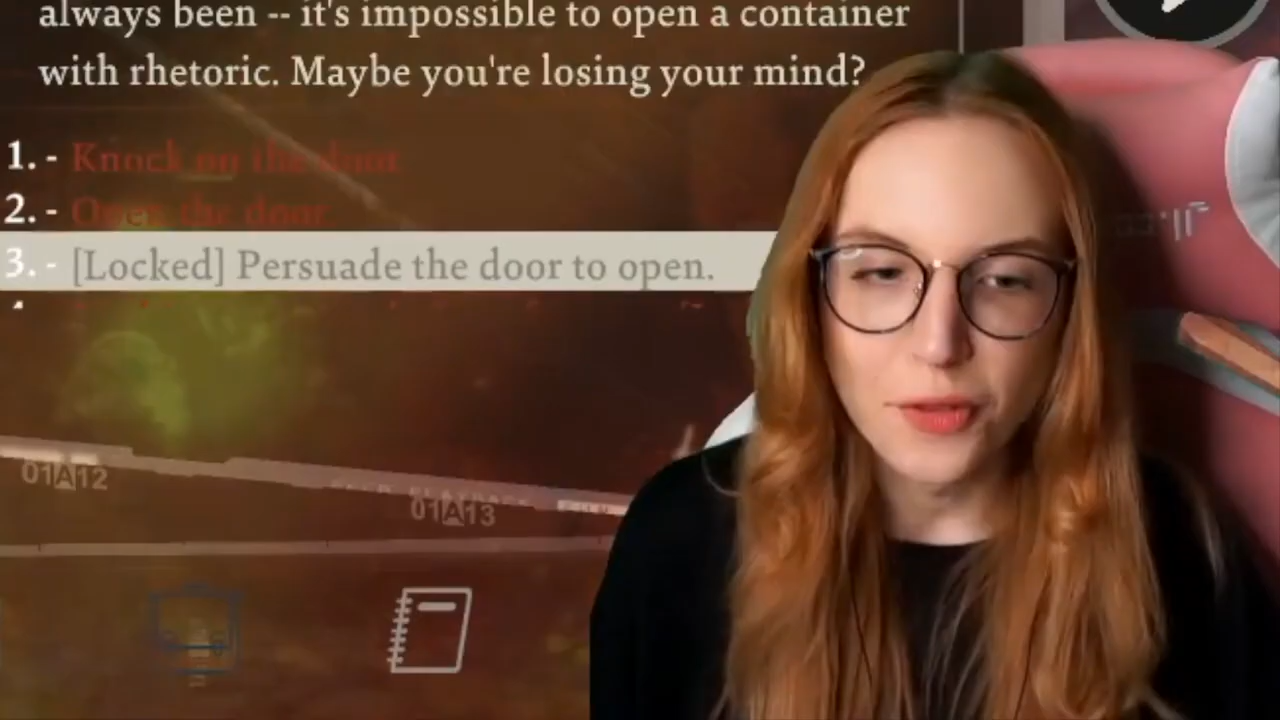 always been -- it's impossible to open a container
with rhetoric. Maybe you're losing your mind?
1. - Knock on the door
2. - Open the door
3. - [Locked] Persuade the door to open.
01A12
01A13